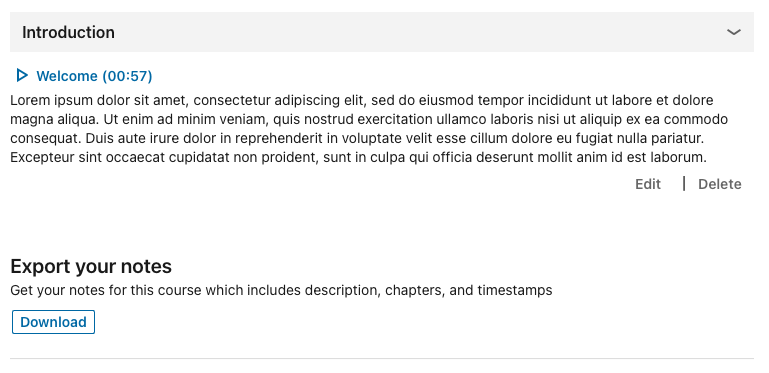 Introduction
Welcome (00:57)
Lorem ipsum dolor sit amet, consectetur adipiscing elit, sed do eiusmod tempor incididunt ut labore et dolore
magna aliqua. Ut enim ad minim veniam, quis nostrud exercitation ullamco laboris nisi ut aliquip ex ea commodo
consequat. Duis aute irure dolor in reprehenderit in voluptate velit esse cillum dolore eu fugiat nulla pariatur.
Excepteur sint occaecat cupidatat non proident, sunt in culpa qui officia deserunt mollit anim id est laborum.
Edit | Delete
Export your notes
Get your notes for this course which includes description, chapters, and timestamps
Download